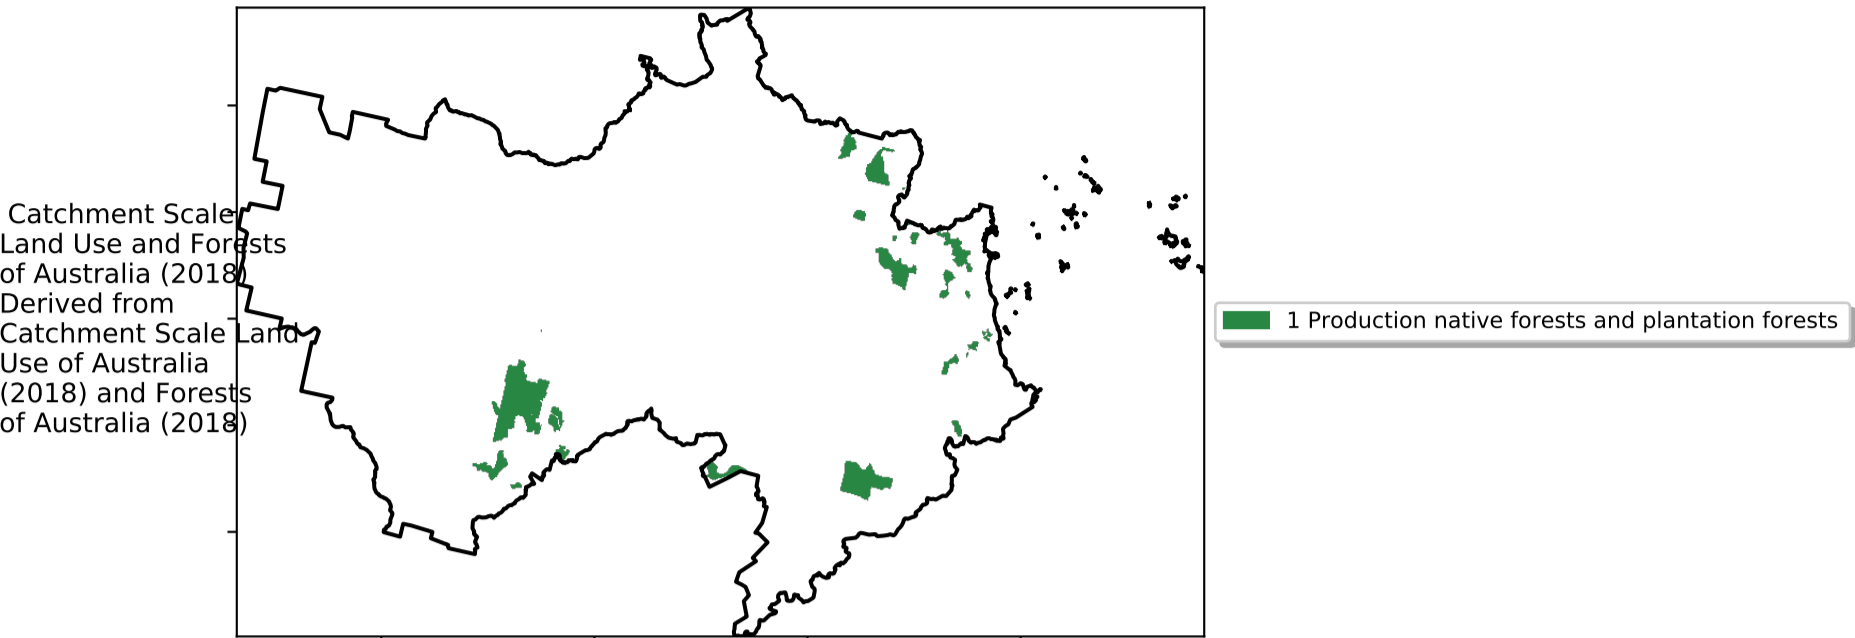 Catchment Scale
Land Use and Forests
of Australia (2018)
Derived from
Catchment Scale Land
Use of Australia
(2018) and Forests
of Australia (2018)
1 Production native forests and plantation forests